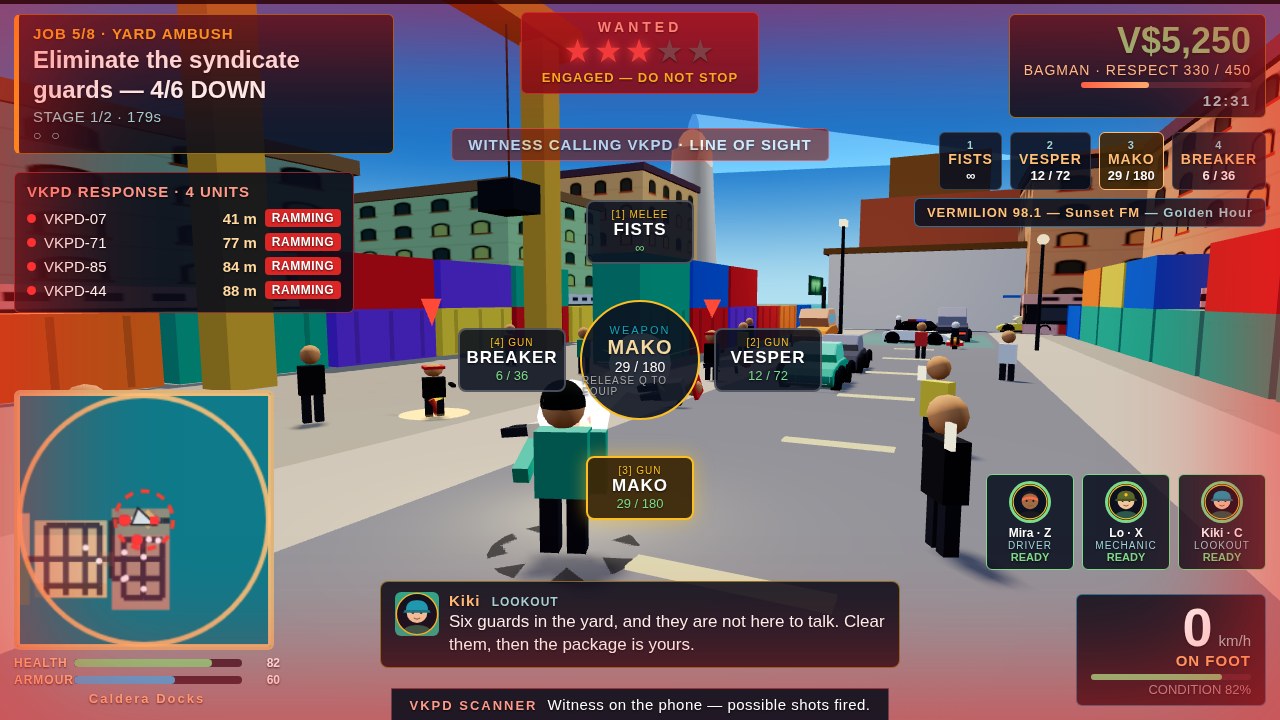 JOB 5/8 · YARD AMBUSH
Eliminate the syndicate
guards — 4/6 DOWN
STAGE 1/2 · 179s
VKPD RESPONSE · 4 UNITS
VKPD-07 41 m RAMMING
VKPD-71 77 m RAMMING
VKPD-85 84 m RAMMING
VKPD-44 88 m RAMMING
WANTED
ENGAGED — DO NOT STOP
WITNESS CALLING VKPD · LINE OF SIGHT
V$5,250
BAGMAN · RESPECT 330 / 450
12:31
1
FISTS
∞
2
VESPER
12 / 72
3
MAKO
29 / 180
4
BREAKER
6 / 36
VERMILION 98.1 — Sunset FM — Golden Hour
[1] MELEE
FISTS
∞
[4] GUN
BREAKER
6 / 36
WEAPON
MAKO
29 / 180
RELEASE Q TO
EQUIP
[2] GUN
VESPER
12 / 72
[3] GUN
MAKO
29 / 180
Mira · Z
DRIVER
READY
Lo · X
MECHANIC
READY
Kiki · C
LOOKOUT
READY
Kiki LOOKOUT
Six guards in the yard, and they are not here to talk. Clear
them, then the package is yours.
0 km/h
ON FOOT
CONDITION 82%
HEALTH 82
ARMOUR 60
Caldera Docks
VKPD SCANNER Witness on the phone — possible shots fired.